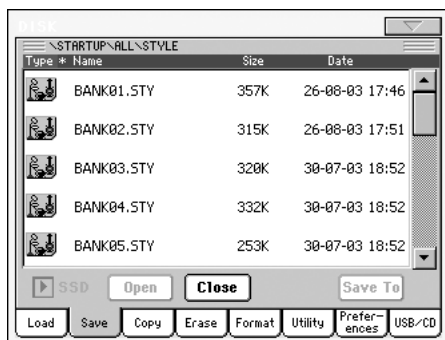 DISK
\STARTUP\ALL\STYLE
Type * Name Size Date
BANK01.STY 357K 26-08-03 17:46
BANK02.STY 315K 26-08-03 17:51
BANK03.STY 320K 30-07-03 18:52
BANK04.STY 332K 30-07-03 18:52
BANK05.STY 253K 30-07-03 18:52
SSD Open Close Save To
Load Save Copy Erase Format Utility Prefer-
ences USB/CD